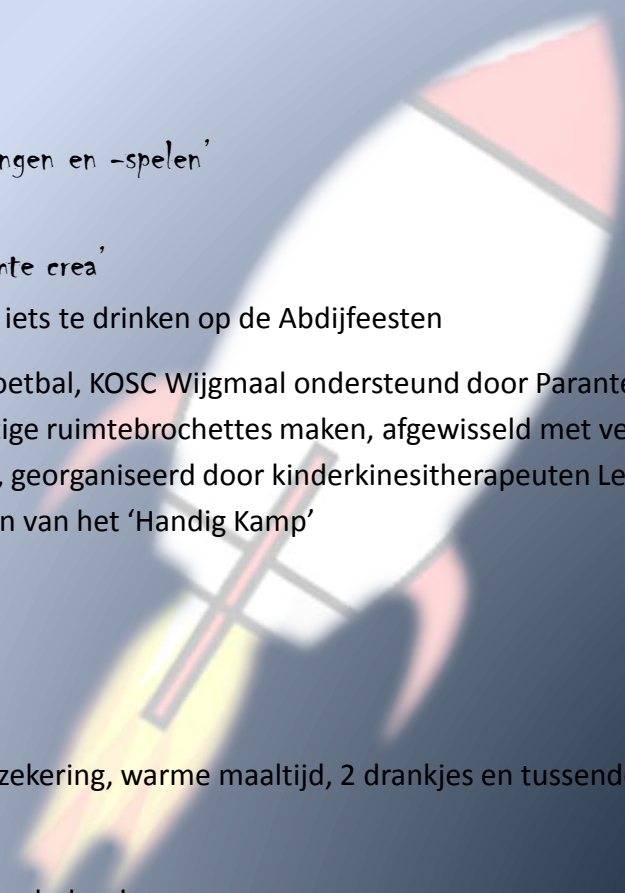 ngen en -spelen'
nte crea'
iets te drinken op de Abdijfeesten
oetbal, KOSC Wijgmaal ondersteund door Parante
ige ruimtebrochettes maken, afgewisseld met ve
, georganiseerd door kinderkinesitherapeuten Le
n van het 'Handig Kamp'
zekering, warme maaltijd, 2 drankjes en tussend